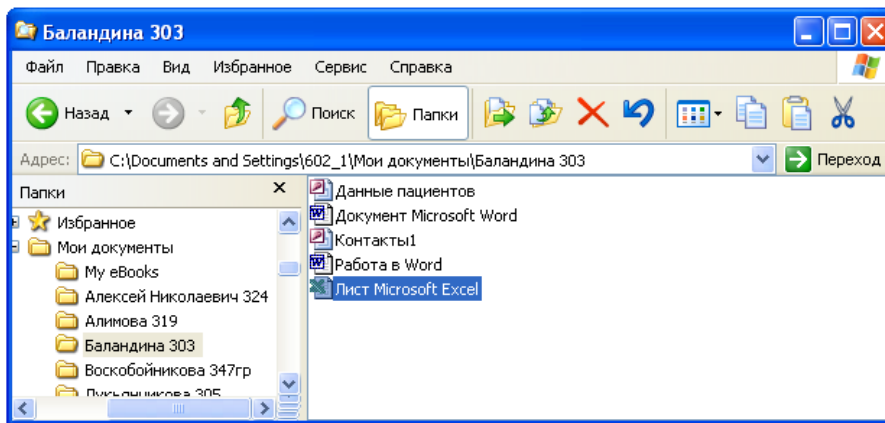 Баландина 303
Файл Правка Вид Избранное Сервис Справка
Назад Поиск Папки
Адрес: C:\Documents and Settings\602_1\Мои документы\Баландина 303 Переход
Папки
Избранное
Мои документы
My eBooks
Алексей Николаевич 324
Алимова 319
Баландина 303
Воскобойникова 347гр
Лукьянчикова 305
Данные пациентов
Документ Microsoft Word
Контакты1
Работа в Word
Лист Microsoft Excel